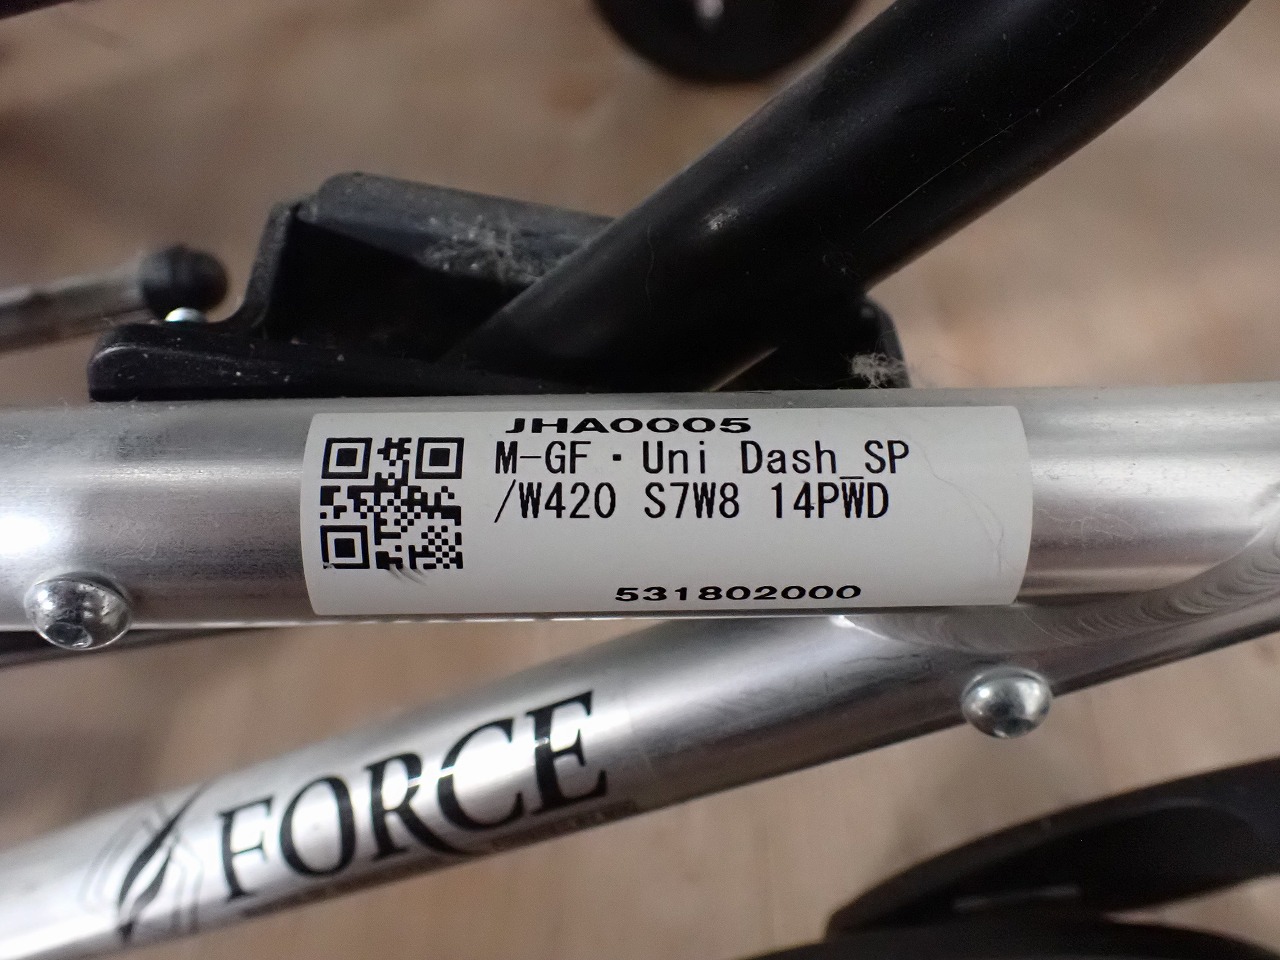 JHA0005
M-GF・Uni Dash_SP
/W420 S7W8 14PWD
531802000
FORCE